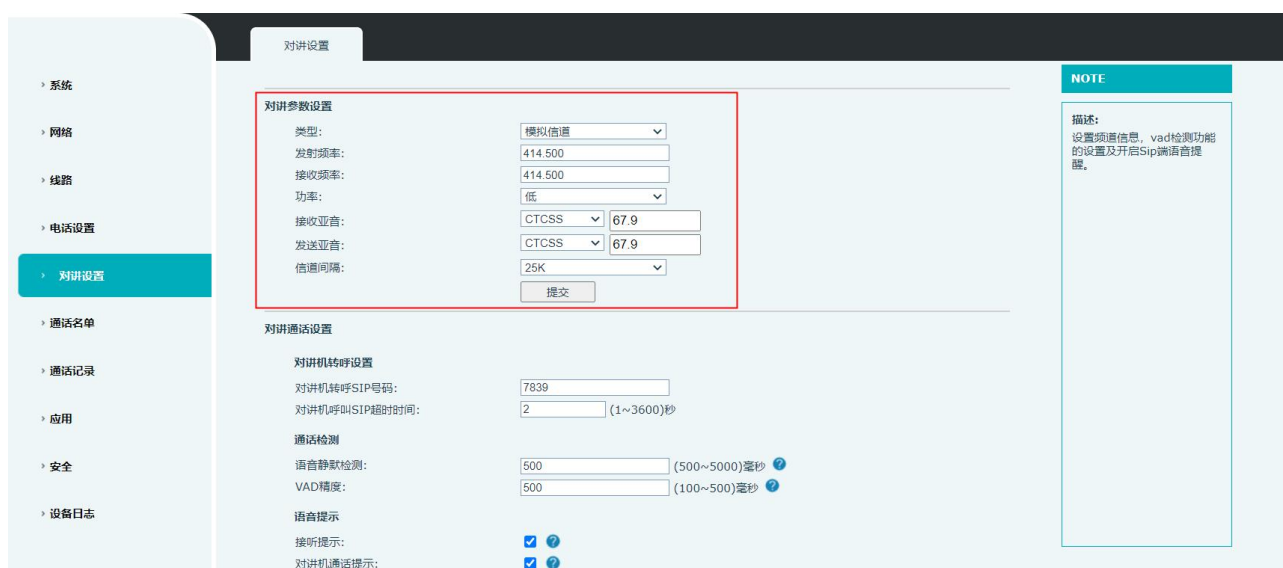 对讲设置
系统
网络
线路
电话设置
对讲设置
通话名单
通话记录
应用
安全
设备日志
对讲参数设置
类型: 模拟信道
发射频率: 414.500
接收频率: 414.500
功率: 低
接收亚音: CTCSS 67.9
发送亚音: CTCSS 67.9
信道间隔: 25K
提交
对讲通话设置
对讲机转呼设置
对讲机转呼SIP号码: 7839
对讲机呼叫SIP超时时间: 2 (1~3600)秒
通话检测
语音静默检测: 500 (500~5000)毫秒 ?
VAD精度: 500 (100~500)毫秒 ?
语音提示
接听提示: ?
对讲机通话提示: ?
NOTE
描述:
设置频道信息，vad检测功能
的设置及开启Sip端语音提
醒。